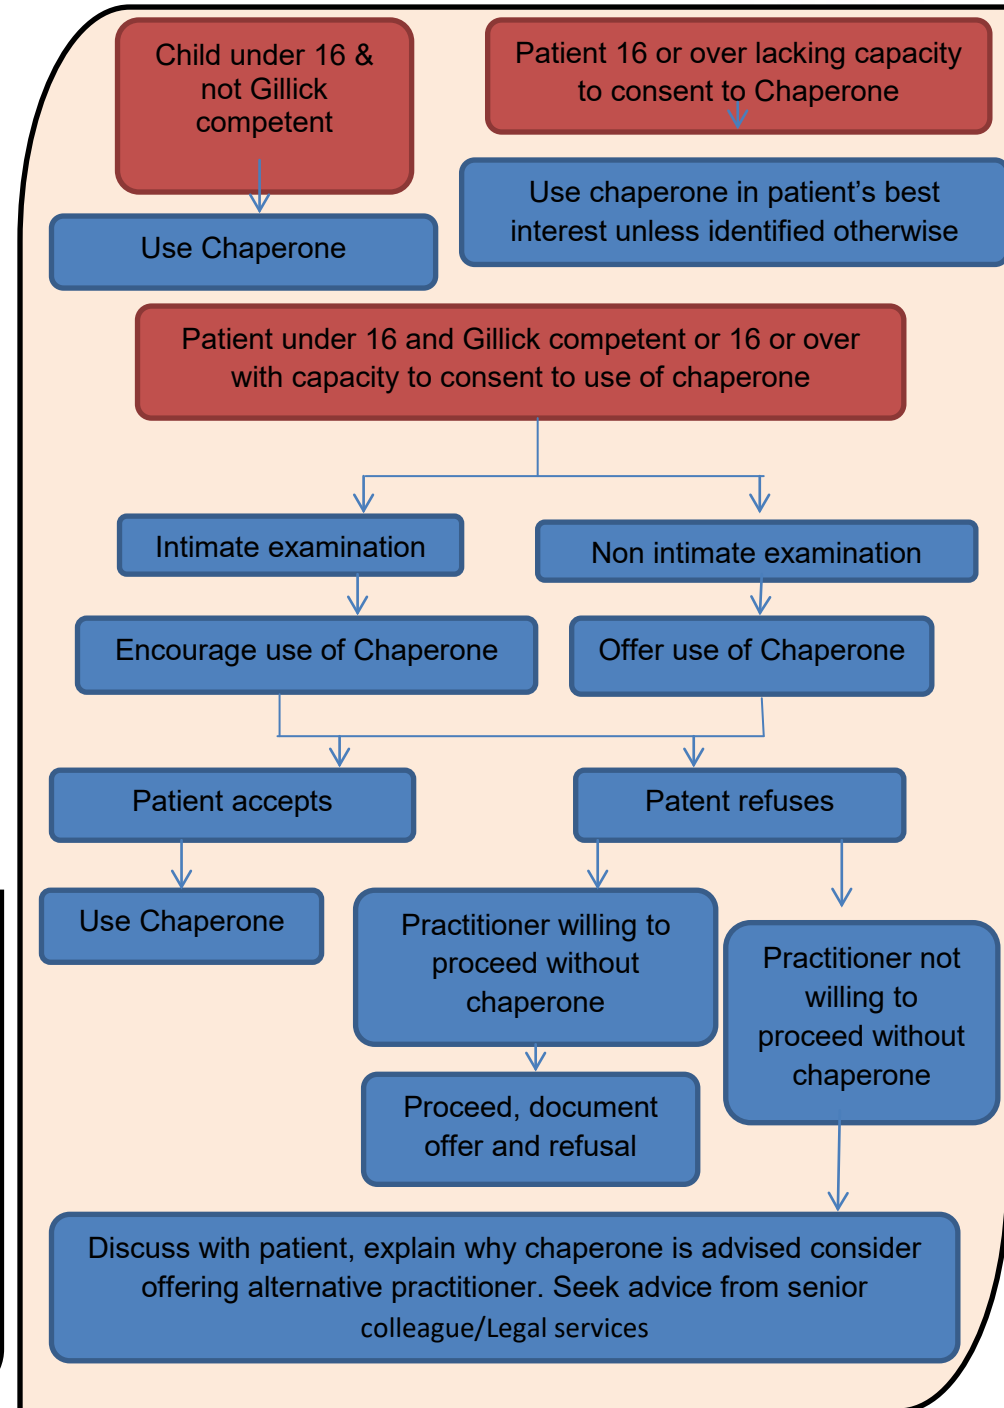 Child under 16 &
not Gillick
competent
Patient 16 or over lacking capacity
to consent to Chaperone
Use Chaperone
Use chaperone in patient’s best
interest unless identified otherwise
Patient under 16 and Gillick competent or 16 or over
with capacity to consent to use of chaperone
Intimate examination
Non intimate examination
Encourage use of Chaperone
Offer use of Chaperone
Patient accepts
Patent refuses
Use Chaperone
Practitioner willing to
proceed without
chaperone
Practitioner not
willing to
proceed without
chaperone
Proceed, document
offer and refusal
Discuss with patient, explain why chaperone is advised consider
offering alternative practitioner. Seek advice from senior
colleague/Legal services